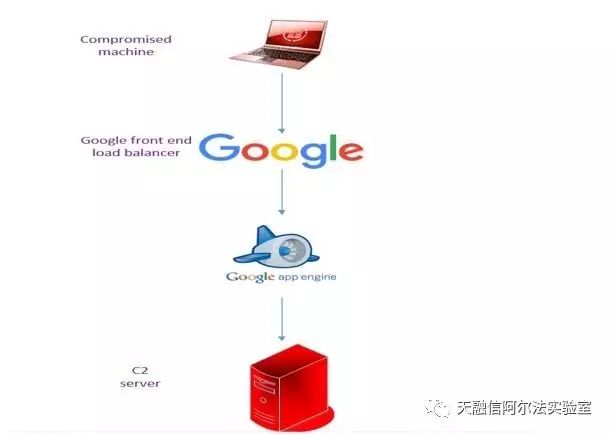 Compromised
machine
Google front end
load balancer
Google
Google app engine
C2
server
天融信阿尔法实验室